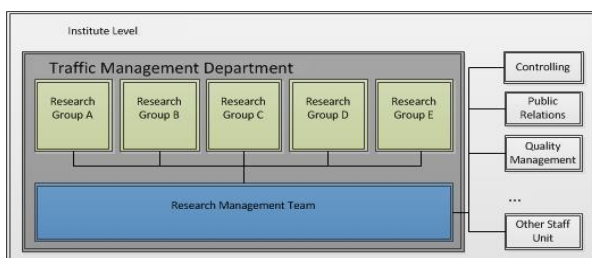 Institute Level
Traffic Management Department
Research
Group A
Research
Group B
Research
Group C
Research
Group D
Research
Group E
Research Management Team
Controlling
Public
Relations
Quality
Management
...
Other Staff
Unit